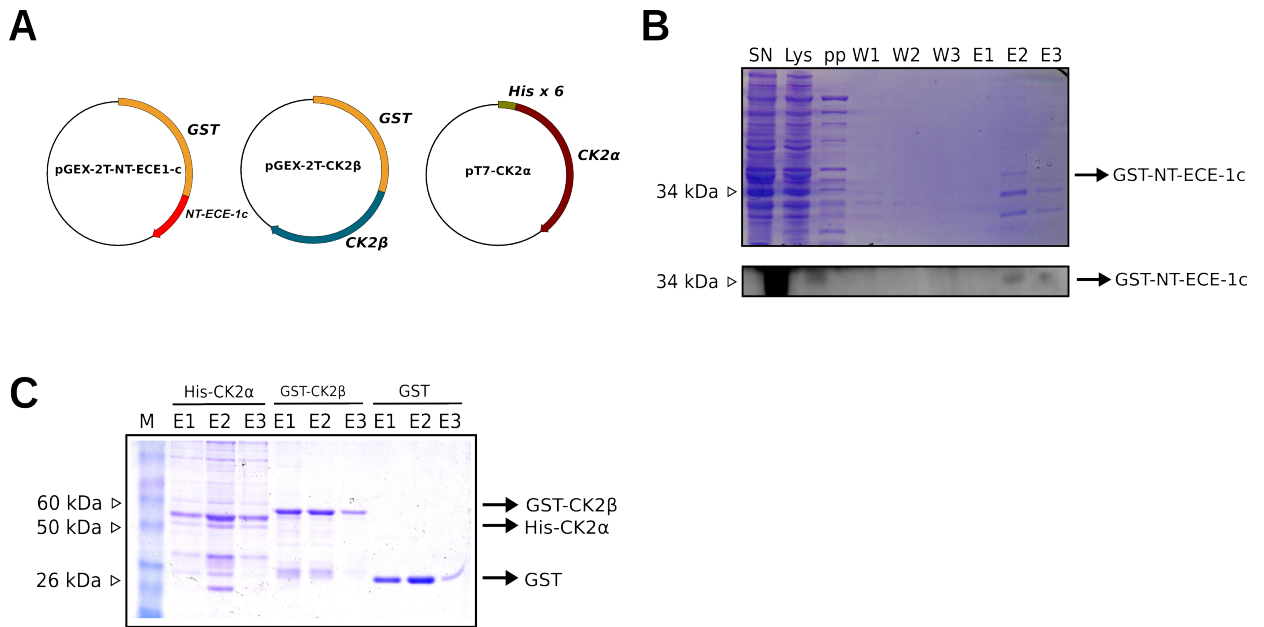 A
His x 6
GST
GST
pGEX-2T-NT-ECE1-c
pGEX-2T-CK2β
pT7-CK2α
CK2α
NT-ECE-1c
CK2β
B
SN Lys pp W1 W2 W3 E1 E2 E3
GST-NT-ECE-1c
34 kDa
34 kDa
GST-NT-ECE-1c
C
His-CK2α GST-CK2β GST
M E1 E2 E3 E1 E2 E3 E1 E2 E3
60 kDa
GST-CK2β
50 kDa
His-CK2α
26 kDa
GST